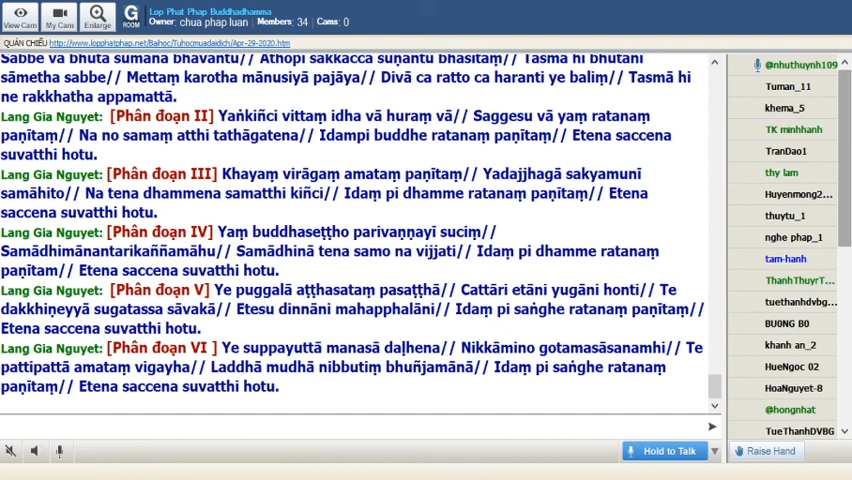 View Cam
My Cams
Enlarge
G
ROOM
Lop Phat Phap Buddhadhamma
Owner: chua phap luan Members: 34 Cams: 0
QUÁN CHIẾU http://www.lopphatphap.net/Baihoc/Tuhocmuadaidich/Apr-29-2020.htm
Sabbe va bhūtā sumanā bhavantu// Athopi sakkacca suṇantu bhāsitaṃ// Tasmā hi bhūtāni
sāmetha sabbe// Mettaṃ karotha mānusiyā pajāya// Divā ca ratto ca haranti ye baliṃ// Tasmā hi
ne rakkhatha appamattā.
Lang Gia Nguyet: [Phân đoạn II] Yaṅkiñci vittaṃ idha vā huraṃ vā// Saggesu vā yaṃ ratanaṃ
paṇītaṃ// Na no samaṃ atthi tathāgatena// Idampi buddhe ratanaṃ paṇītaṃ// Etena saccena
suvatthi hotu.
Lang Gia Nguyet: [Phân đoạn III] Khayaṃ virāgaṃ amataṃ paṇītaṃ// Yadajjhagā sakyamunī
samāhito// Na tena dhammena samatthi kiñci// Idaṃ pi dhamme ratanaṃ paṇītaṃ// Etena
saccena suvatthi hotu.
Lang Gia Nguyet: [Phân đoạn IV] Yaṃ buddhaseṭṭho parivaṇṇayī suciṃ//
Samādhimānantarikaññamāhu// Samādhinā tena samo na vijjati// Idaṃ pi dhamme ratanaṃ
paṇītaṃ// Etena saccena suvatthi hotu.
Lang Gia Nguyet: [Phân đoạn V] Ye puggalā aṭṭhasataṃ pasaṭṭhā// Cattāri etāni yugāni honti// Te
dakkhiṇeyyā sugatassa sāvakā// Etesu dinnāni mahapphalāni// Idaṃ pi saṅghe ratanaṃ paṇītaṃ//
Etena saccena suvatthi hotu.
Lang Gia Nguyet: [Phân đoạn VI ] Ye suppayuttā manasā daḷhena// Nikkāmino gotamasāsanamhi// Te
pattipattā amataṃ vigayha// Laddhā mudhā nibbutiṃ bhuñjamānā// Idaṃ pi saṅghe ratanaṃ
paṇītaṃ// Etena saccena suvatthi hotu.
Hold to Talk
Raise Hand
@nhuthuynh109
Tuman_11
khema_5
TK minhhanh
TranDao1
thy lam
Huyenmong2...
thuytu_1
nghe phap_1
tam-hanh
ThanhThuyrT...
tuethanhdvbg...
BU0NG B0
khanh an_2
HueNgoc 02
HoaNguyet-8
@hongnhat
TueThanhDVBG